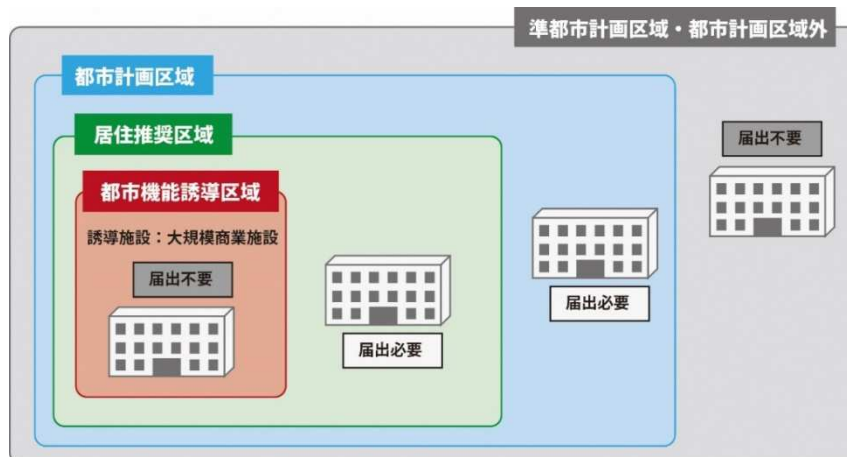 準都市計画区域・都市計画区域外
都市計画区域
居住推奨区域
届出不要
都市機能誘導区域
誘導施設：大規模商業施設
届出不要
届出必要
届出必要